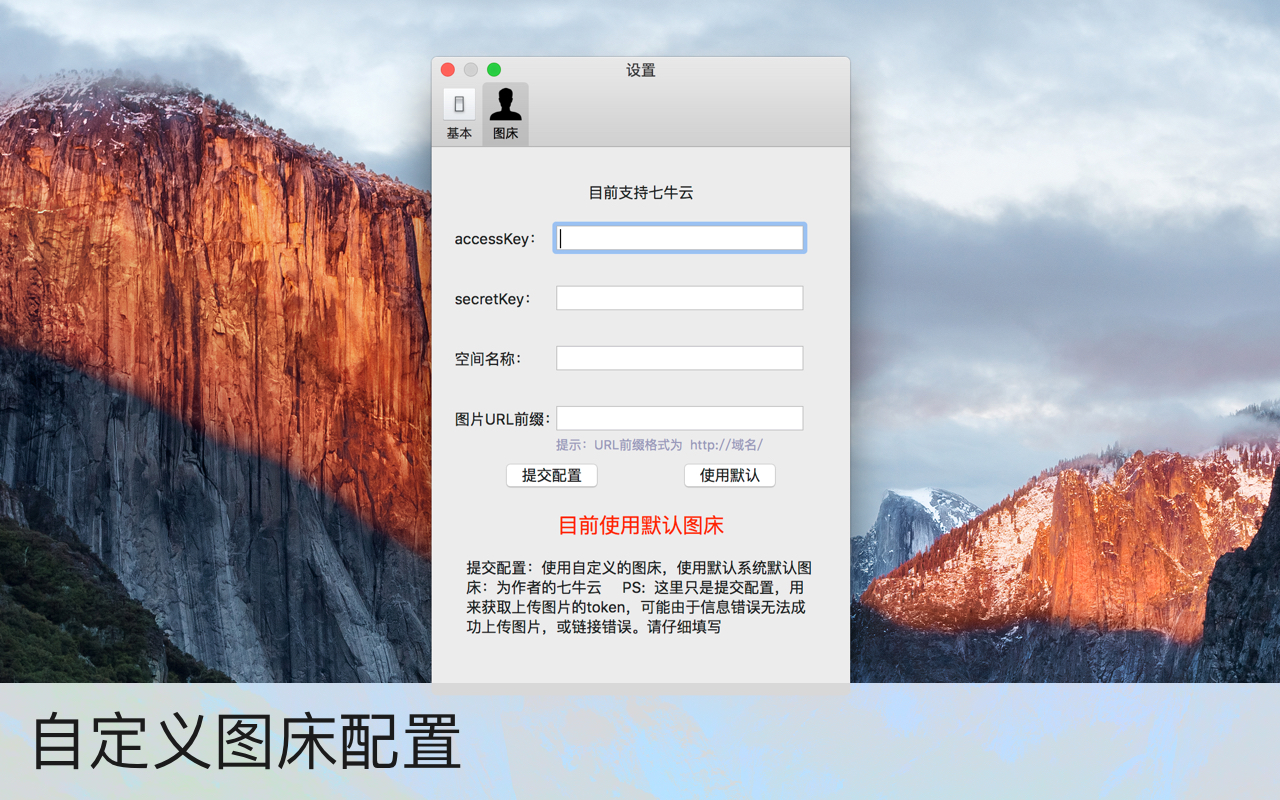 设置
基本
图床
目前支持七牛云
accessKey：
secretKey：
空间名称：
图片URL前缀：
提示：URL前缀格式为 http://域名/
提交配置
使用默认
目前使用默认图床
提交配置：使用自定义的图床，使用默认系统默认图
床：为作者的七牛云 PS: 这里只是提交配置，用
来获取上传图片的token，可能由于信息错误无法成
功上传图片，或链接错误。请仔细填写
自定义图床配置